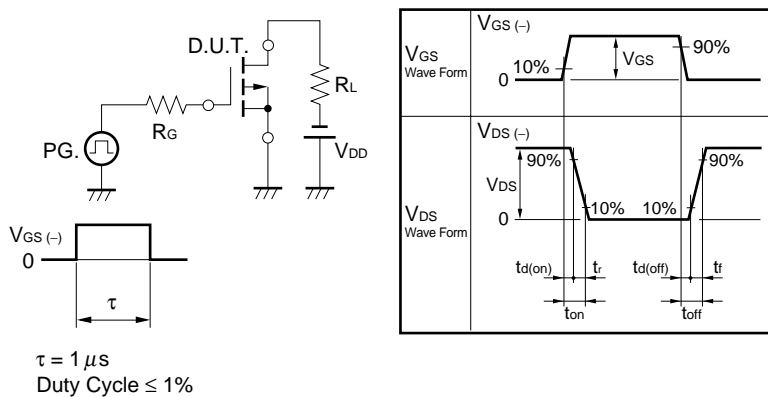 D.U.T.
RL
RG
PG.
VDD
VGS (−)
0
τ
τ = 1 μs
Duty Cycle ≤ 1%
VGS
Wave Form
VGS (−)
10%
VGS
90%
0
VDS
Wave Form
VDS (−)
90%
90%
VDS
10%
10%
0
td(on)
tr
td(off)
tf
ton
toff